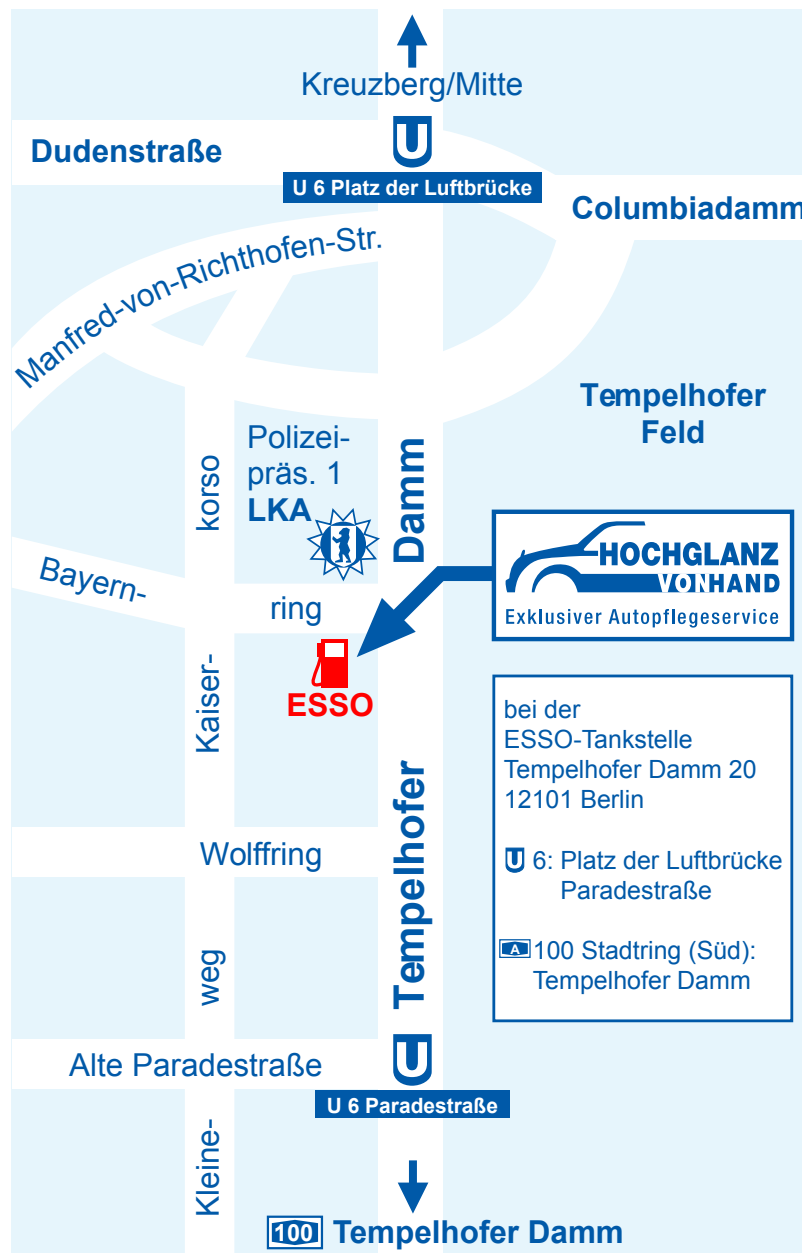 Kreuzberg/Mitte
U
Dudenstraße
U 6 Platz der Luftbrücke
Columbiadamm
Manfred-von-Richthofen-Str.
Tempelhofer
Feld
Polizei-
präs. 1
LKA
korso
Kaiser-
Tempelhofer Damm
Bayern-
ring
HOCHGLANZ
VONHAND
Exklusiver Autopflegeservice
ESSO
bei der
ESSO-Tankstelle
Tempelhofer Damm 20
12101 Berlin
U 6: Platz der Luftbrücke
Paradestraße
A 100 Stadtring (Süd):
Tempelhofer Damm
Wolffring
weg
Kleine-
Alte Paradestraße
U
U 6 Paradestraße
100 Tempelhofer Damm